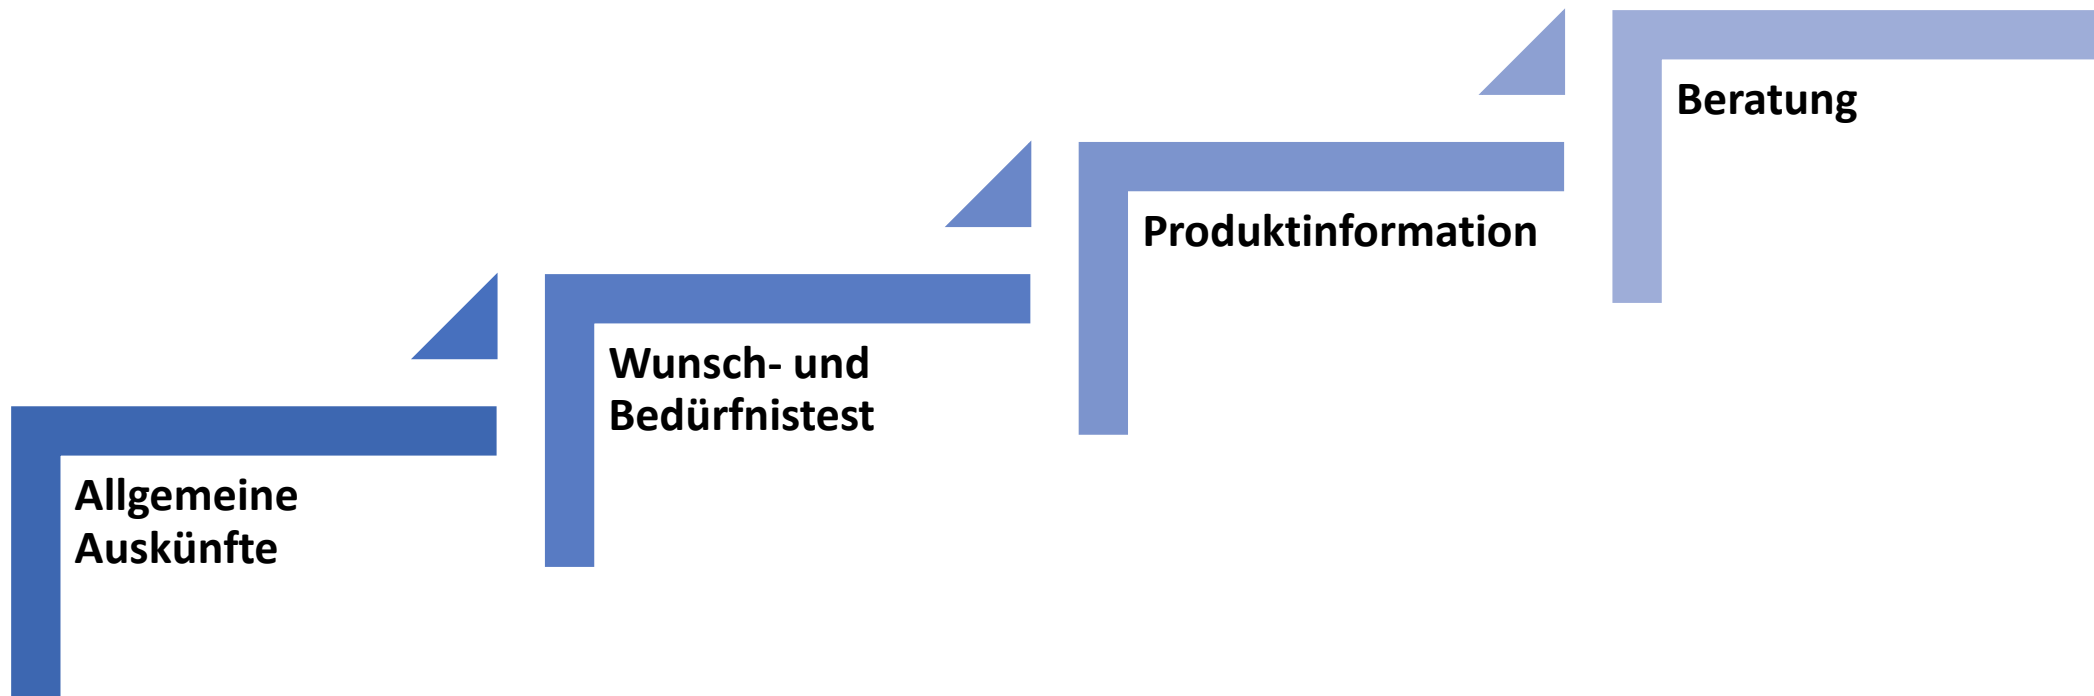 Allgemeine
Auskünfte
Wunsch- und
Bedürfnistest
Produktinformation
Beratung